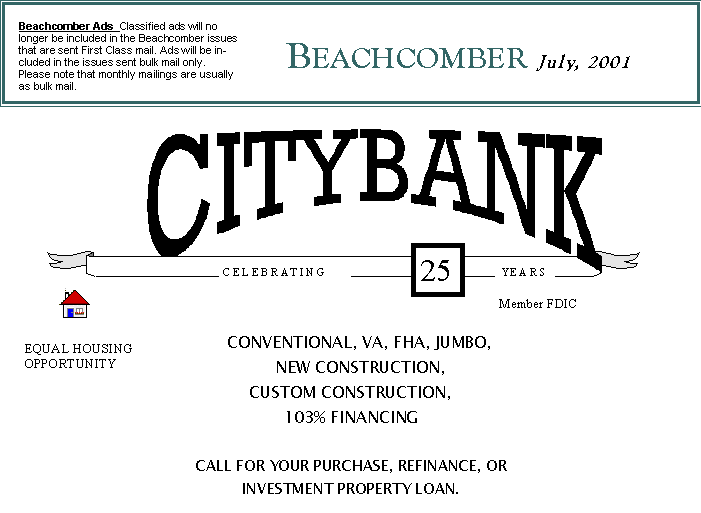 Beachcomber Ads  Classified ads will no
longer be included in the Beachcomber issues
that are sent First Class mail. Ads will be in-
cluded in the issues sent bulk mail only.
Please note that monthly mailings are usually
as bulk mail.
BEACHCOMBER July, 2001
CITYBANK
CELEBRATING 25 YEARS
Member FDIC
EQUAL HOUSING
OPPORTUNITY
CONVENTIONAL, VA, FHA, JUMBO,
NEW CONSTRUCTION,
CUSTOM CONSTRUCTION,
103% FINANCING
CALL FOR YOUR PURCHASE, REFINANCE, OR
INVESTMENT PROPERTY LOAN.